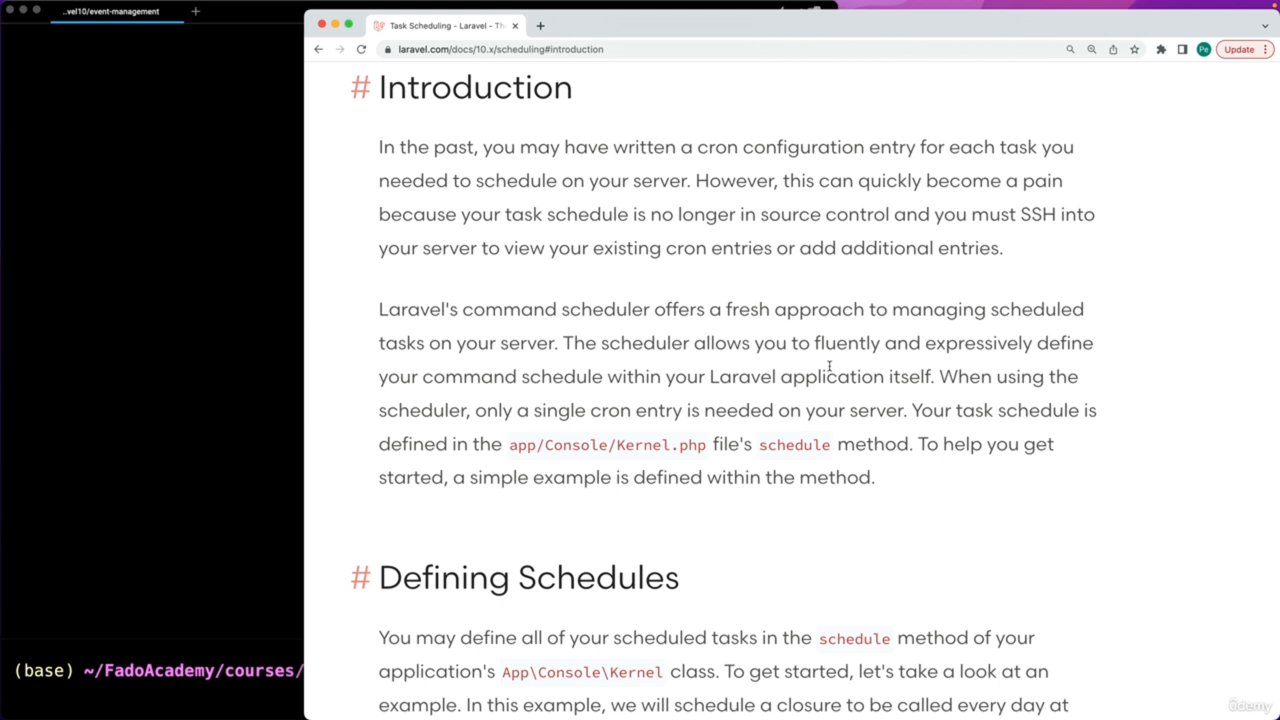 ..vel10/event-management
Task Scheduling - Laravel - Th
laravel.com/docs/10.x/scheduling#introduction
Pe
Update
# Introduction
In the past, you may have written a cron configuration entry for each task you
needed to schedule on your server. However, this can quickly become a pain
because your task schedule is no longer in source control and you must SSH into
your server to view your existing cron entries or add additional entries.
Laravel's command scheduler offers a fresh approach to managing scheduled
tasks on your server. The scheduler allows you to fluently and expressively define
your command schedule within your Laravel application itself. When using the
scheduler, only a single cron entry is needed on your server. Your task schedule is
defined in the app/Console/Kernel.php file's schedule method. To help you get
started, a simple example is defined within the method.
# Defining Schedules
You may define all of your scheduled tasks in the schedule method of your
(base) ~/FadoAcademy/courses/
application's App\Console\Kernel class. To get started, let's take a look at an
example. In this example, we will schedule a closure to be called every day at
ûdemy